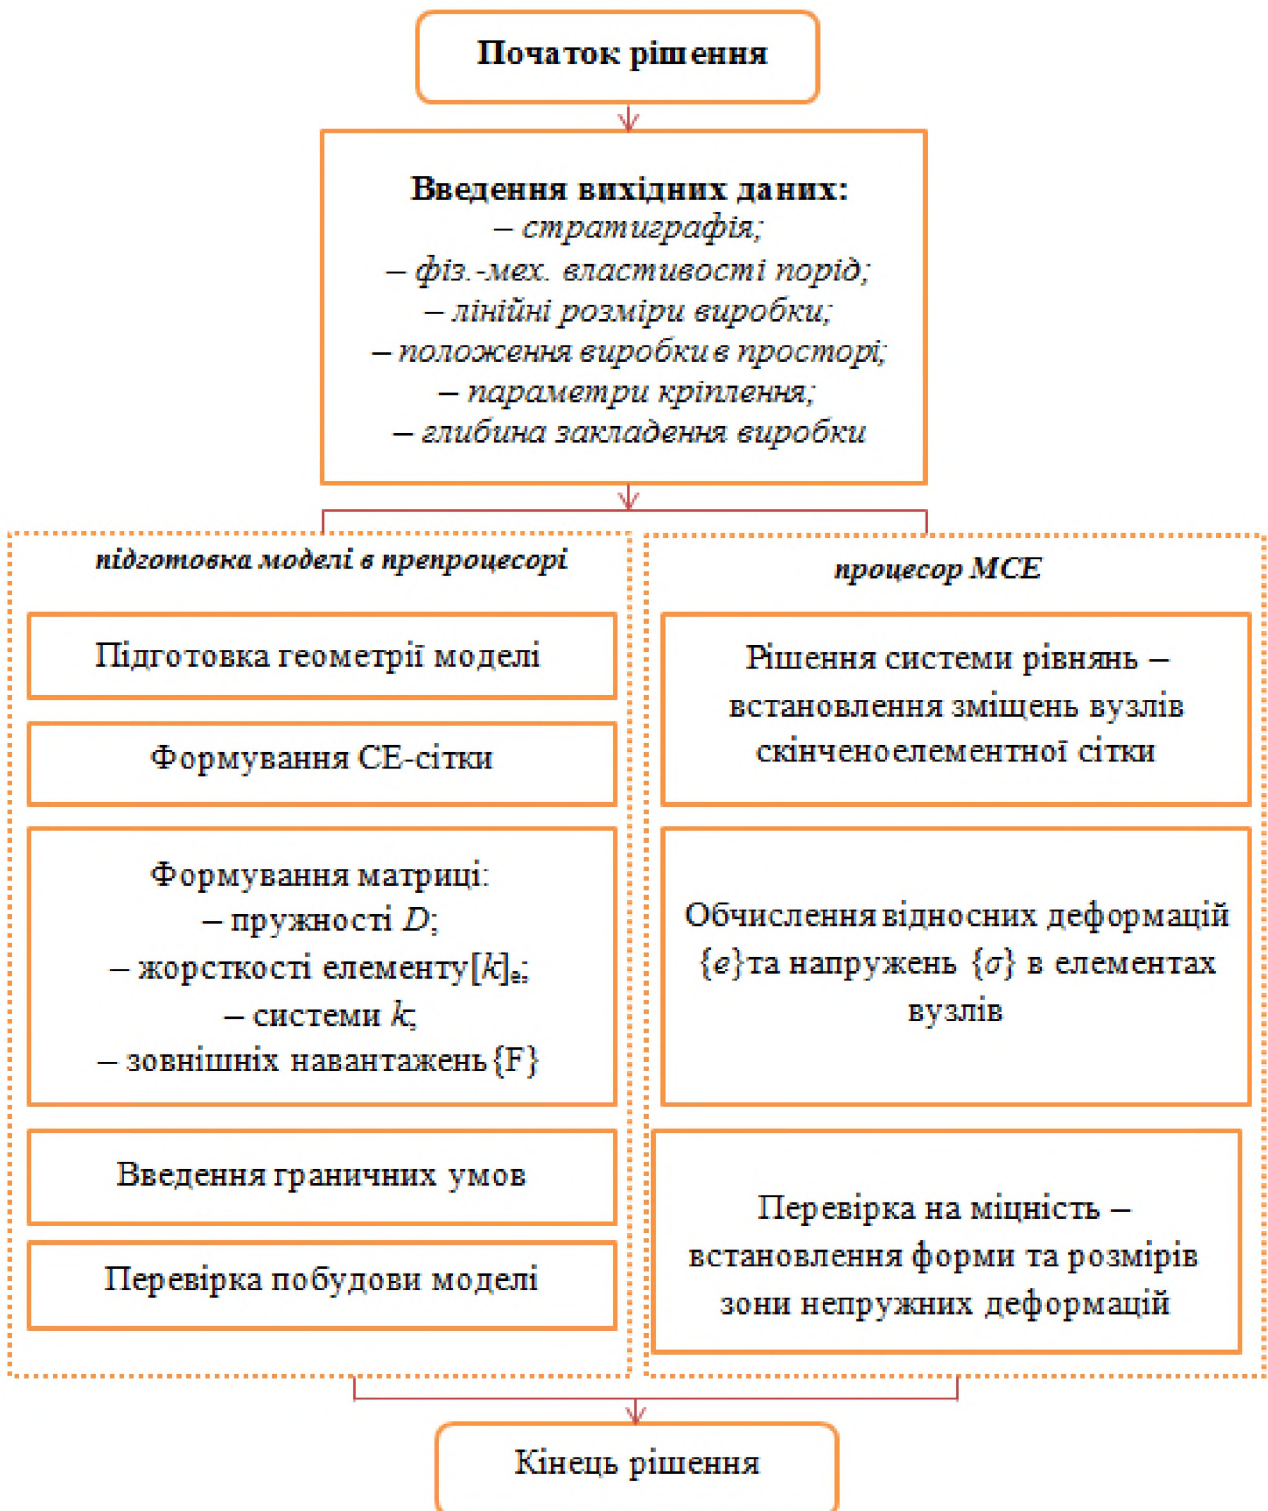 Початок рішення
Введення вихідних даних:
– стратиграфія;
– фіз.-мех. властивості порід;
– лінійні розміри виробки;
– положення виробки в просторі;
– параметри кріплення;
– глибина закладення виробки
підготовка моделі в препроцесорі
Підготовка геометрії моделі
Формування СЕ-сітки
Формування матриці:
– пружності D;
– жорсткості елементу[k]е;
– системи k;
– зовнішніх навантажень{F}
Введення граничних умов
Перевірка побудови моделі
процесор МСЕ
Рішення системи рівнянь –
встановлення зміщень вузлів
скінченоелементної сітки
Обчислення відносних деформацій
{e}та напружень {σ} в елементах
вузлів
Перевірка на міцність –
встановлення форми та розмірів
зони непружних деформацій
Кінець рішення